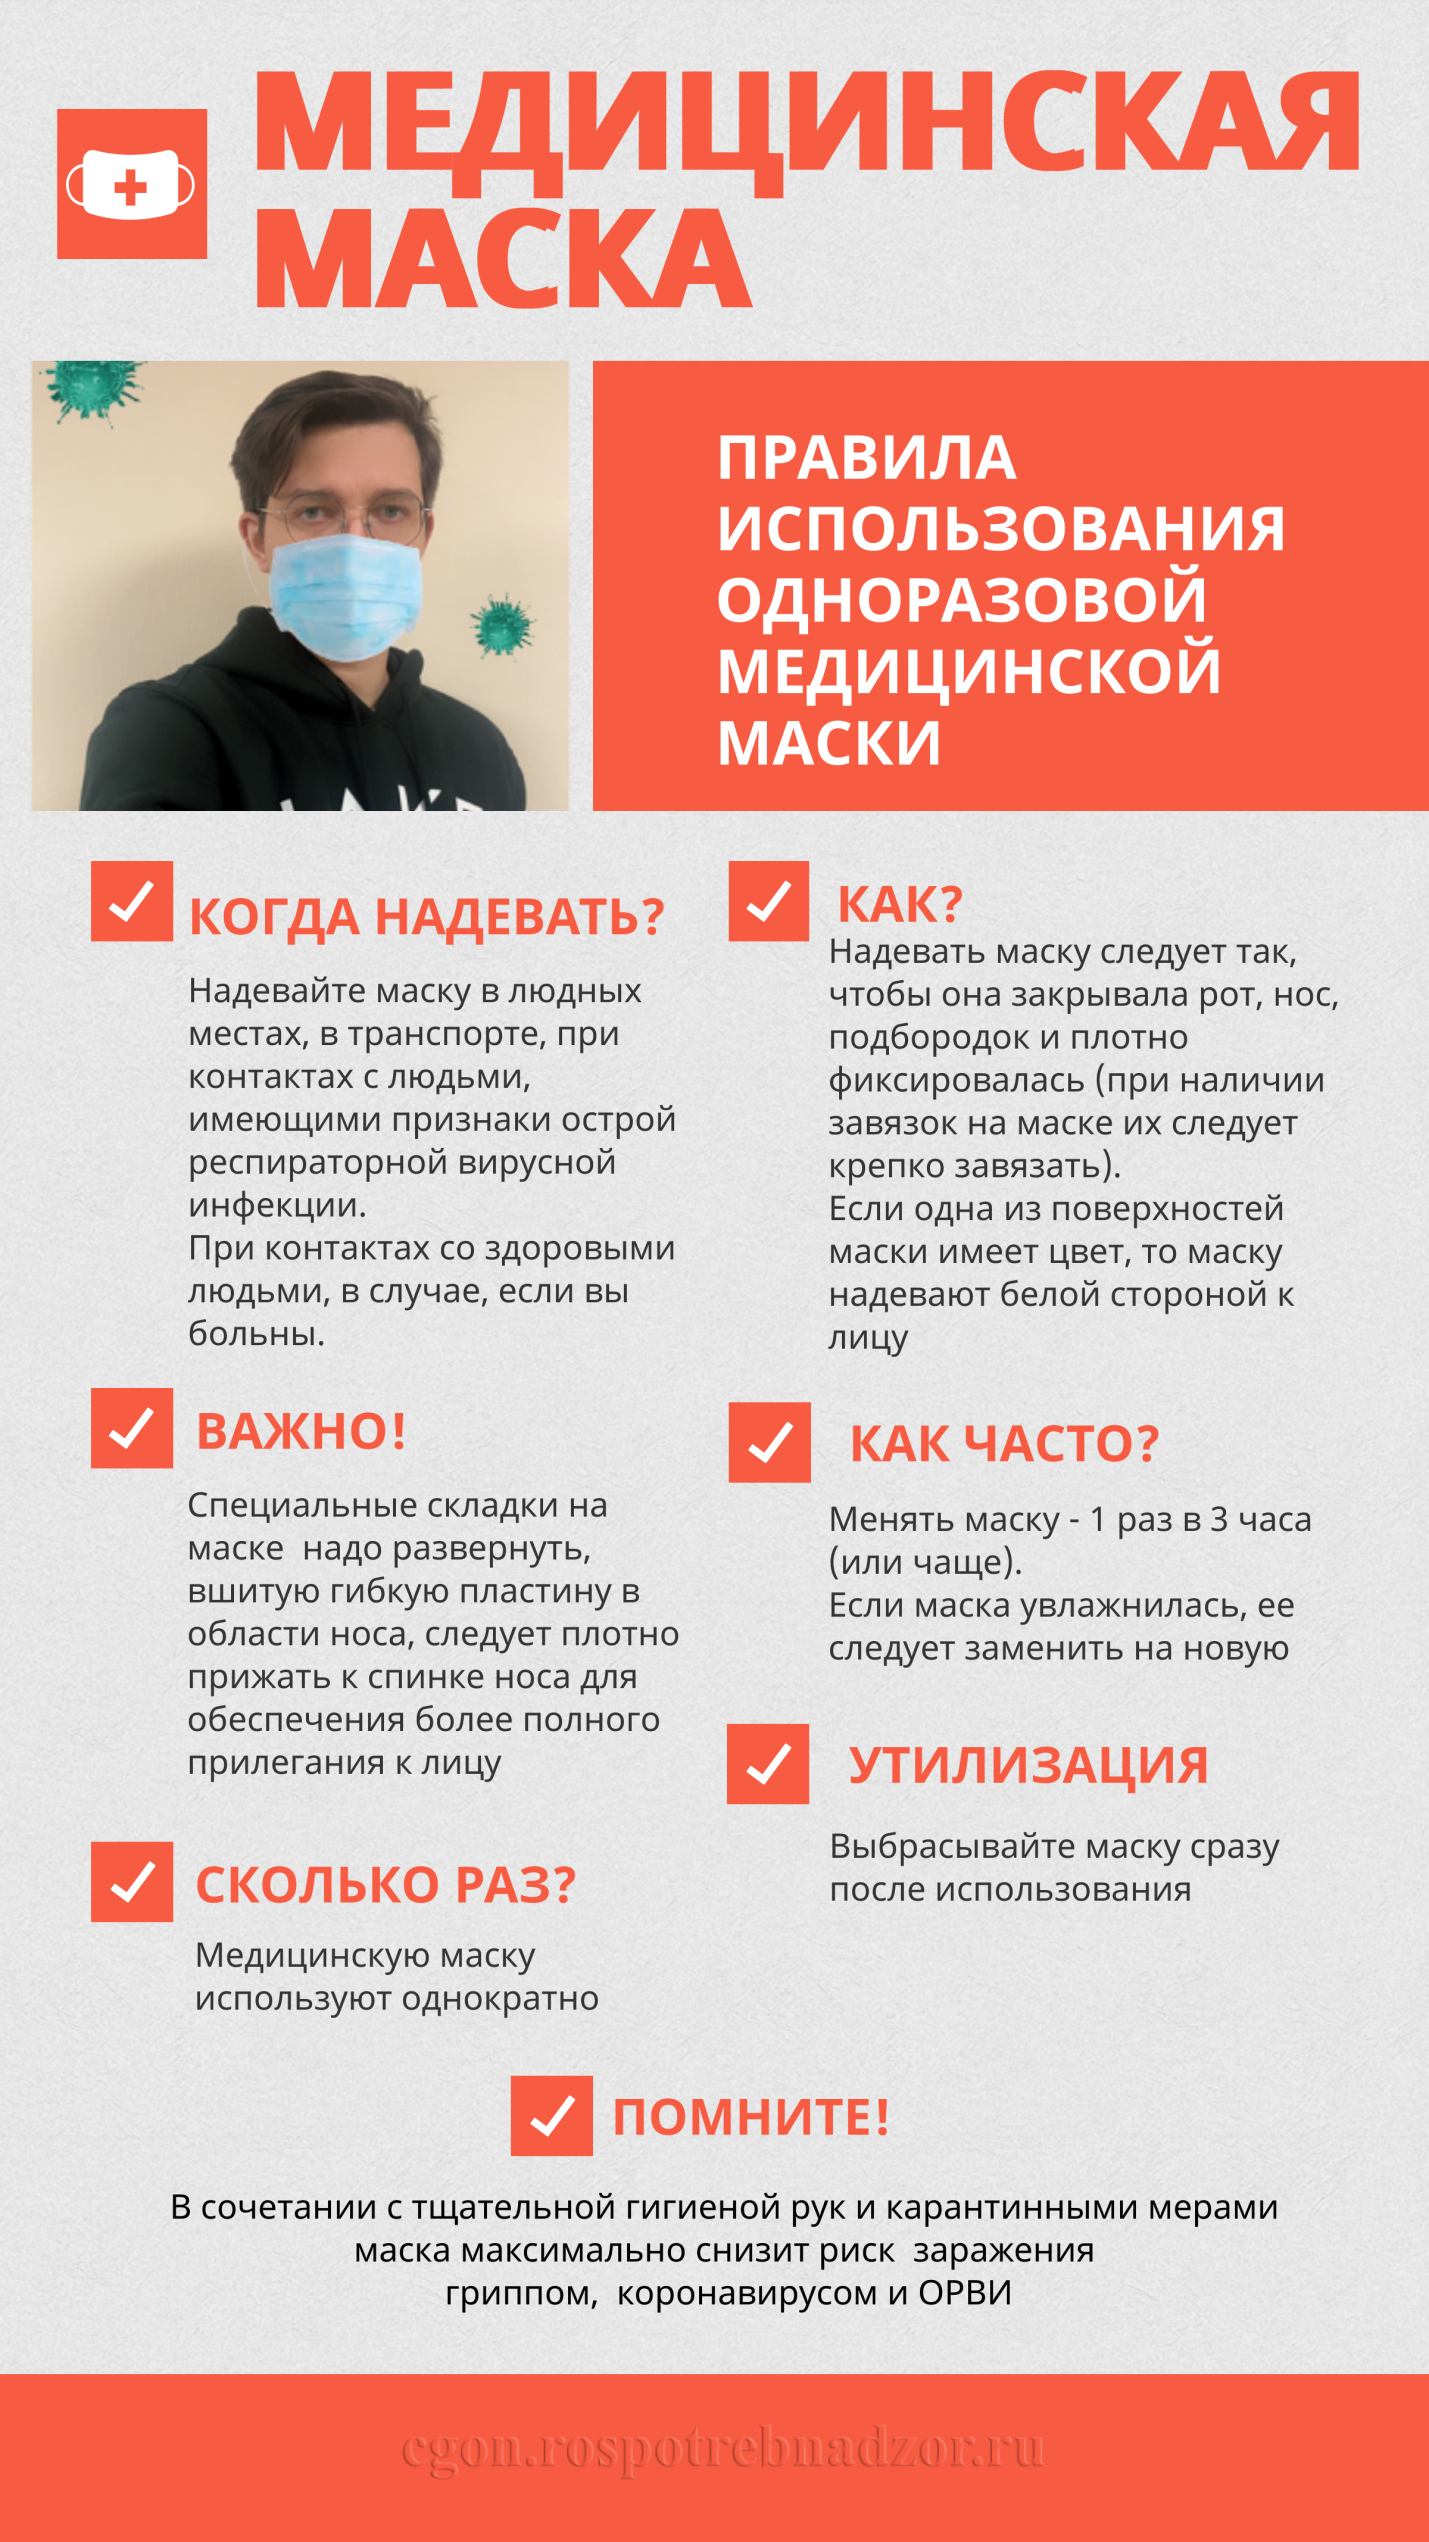 МЕДИЦИНСКАЯ
МАСКА
ПРАВИЛА
ИСПОЛЬЗОВАНИЯ
ОДНОРАЗОВОЙ
МЕДИЦИНСКОЙ
МАСКИ
КОГДА НАДЕВАТЬ?
Надевайте маску в людных
местах, в транспорте, при
контактах с людьми,
имеющими признаки острой
респираторной вирусной
инфекции.
При контактах со здоровыми
людьми, в случае, если вы
больны.
КАК?
Надевать маску следует так,
чтобы она закрывала рот, нос,
подбородок и плотно
фиксировалась (при наличии
завязок на маске их следует
крепко завязать).
Если одна из поверхностей
маски имеет цвет, то маску
надевают белой стороной к
лицу
ВАЖНО!
Специальные складки на
маске  надо развернуть,
вшитую гибкую пластину в
области носа, следует плотно
прижать к спинке носа для
обеспечения более полного
прилегания к лицу
КАК ЧАСТО?
Менять маску - 1 раз в 3 часа
(или чаще).
Если маска увлажнилась, ее
следует заменить на новую
УТИЛИЗАЦИЯ
Выбрасывайте маску сразу
после использования
СКОЛЬКО РАЗ?
Медицинскую маску
используют однократно
ПОМНИТЕ!
В сочетании с тщательной гигиеной рук и карантинными мерами
маска максимально снизит риск  заражения
гриппом,  коронавирусом и ОРВИ
cgon.rospotrebnadzor.ru